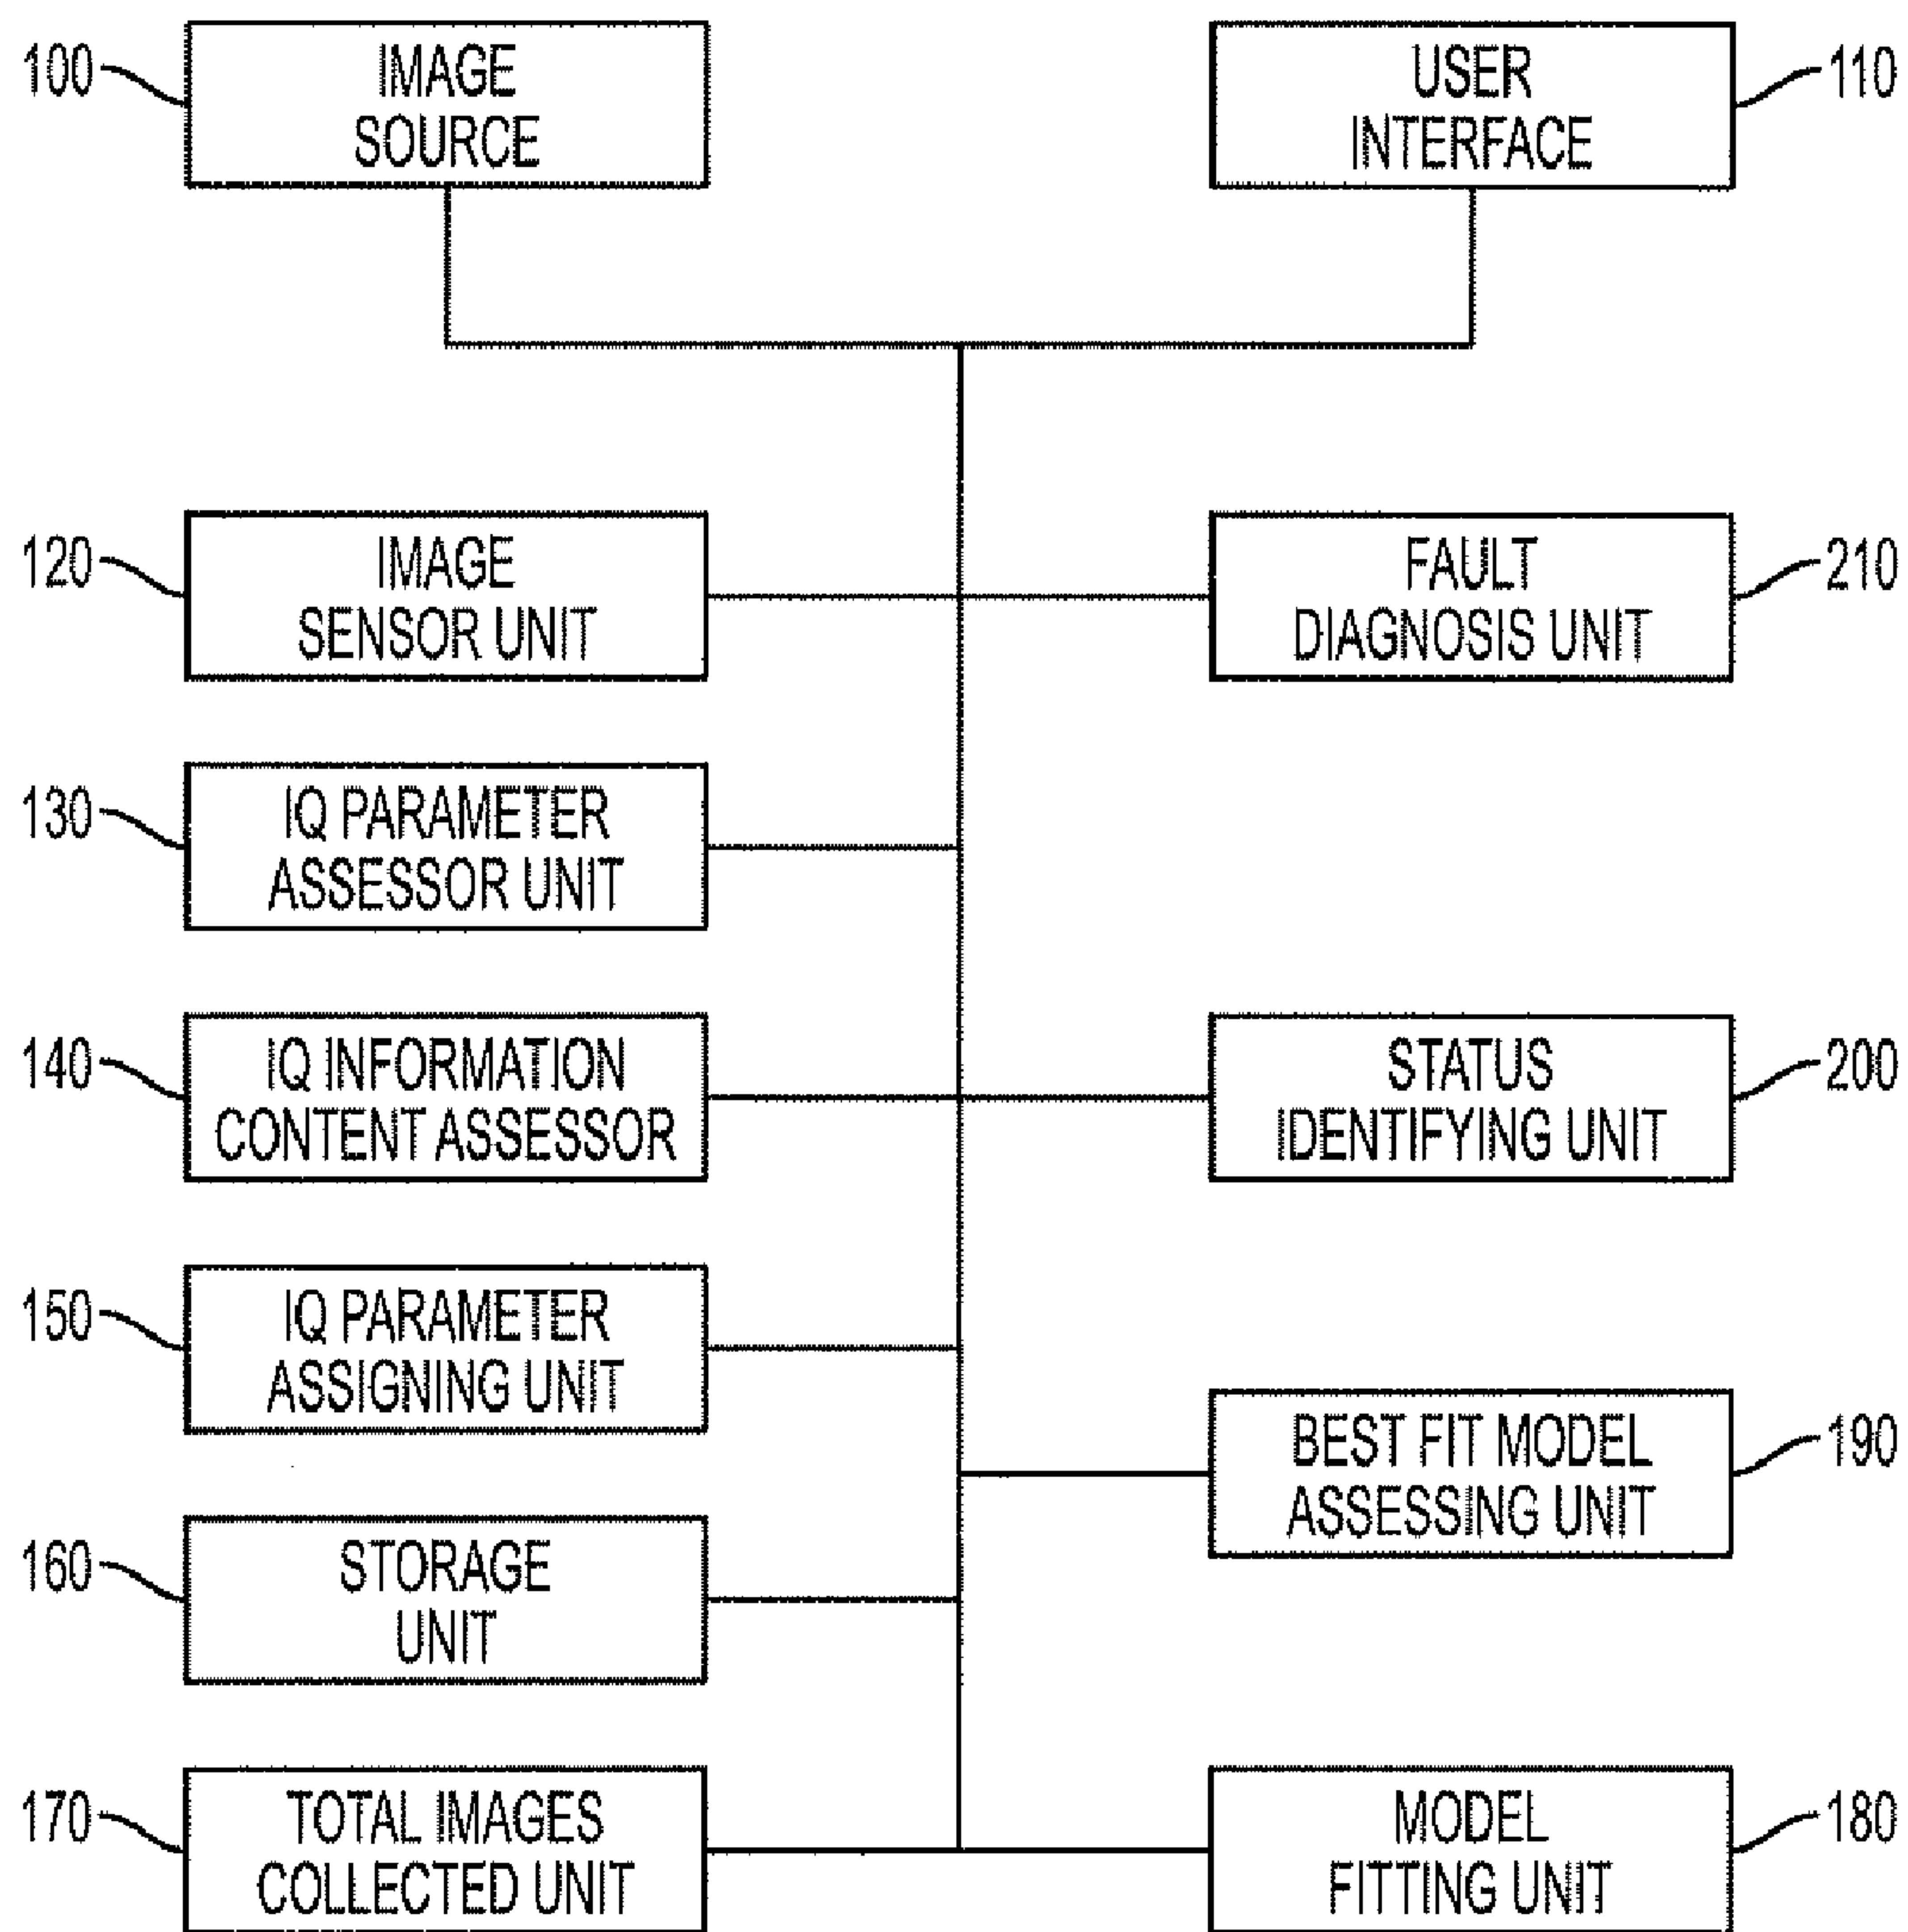 100
IMAGE
SOURCE
USER
INTERFACE
110
120
IMAGE
SENSOR UNIT
FAULT
DIAGNOSIS UNIT
210
130
IQ PARAMETER
ASSESSOR UNIT
140
IQ INFORMATION
CONTENT ASSESSOR
STATUS
IDENTIFYING UNIT
200
150
IQ PARAMETER
ASSIGNING UNIT
BEST FIT MODEL
ASSESSING UNIT
190
160
STORAGE
UNIT
170
TOTAL IMAGES
COLLECTED UNIT
MODEL
FITTING UNIT
180